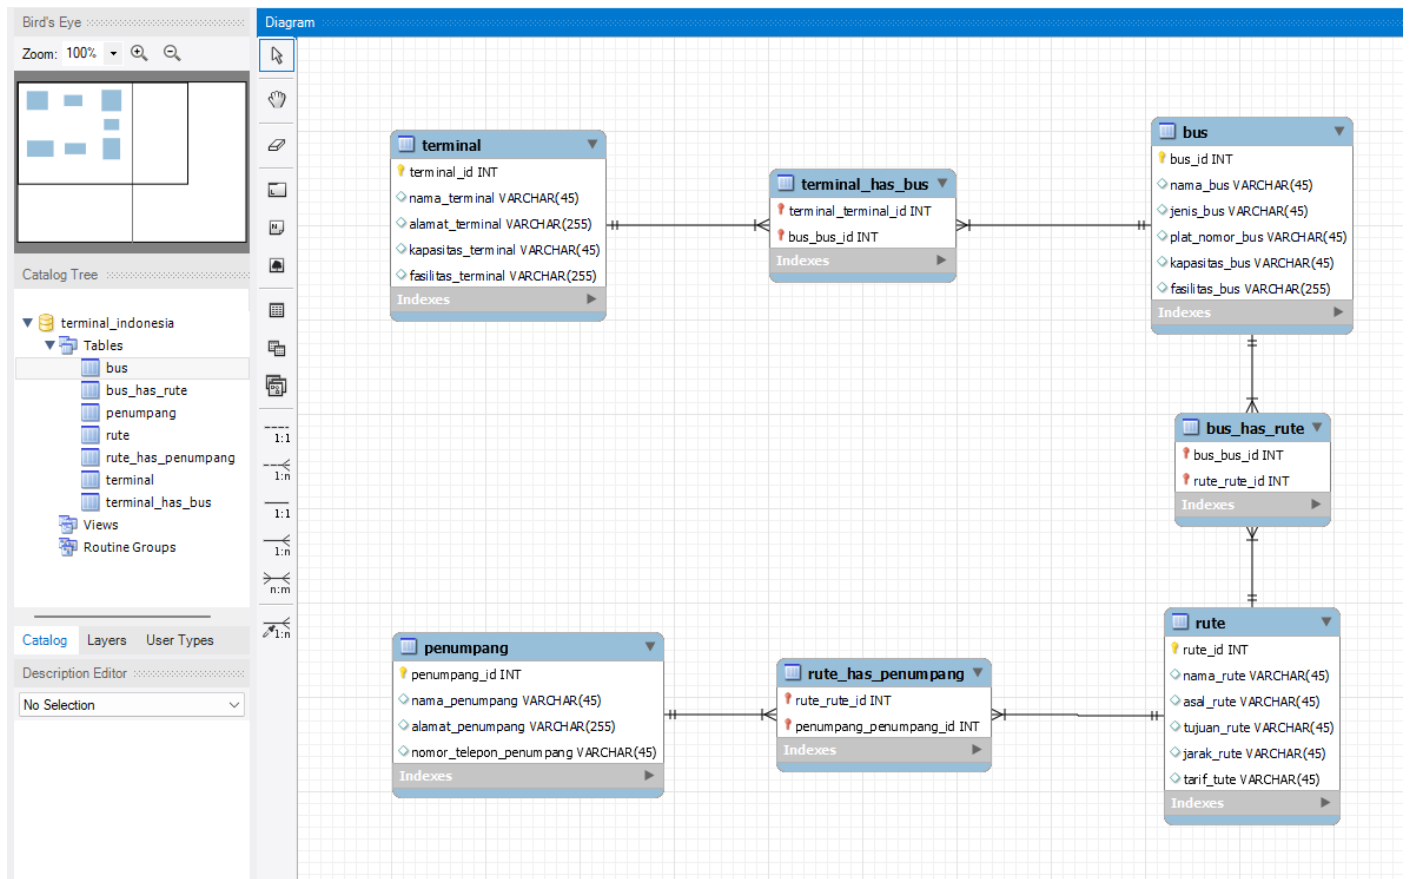 Bird's Eye
Zoom: 100%
Catalog Tree
terminal_indonesia
Tables
bus
bus_has_rute
penumpang
rute
rute_has_penumpang
terminal
terminal_has_bus
Views
Routine Groups
Catalog Layers User Types
Description Editor
No Selection
Diagram
1:1
1:n
1:1
1:n
n:m
1:n
terminal
terminal_id INT
nama_terminal VARCHAR(45)
alamat_terminal VARCHAR(255)
kapasitas_terminal VARCHAR(45)
fasilitas_terminal VARCHAR(255)
Indexes
terminal_has_bus
terminal_terminal_id INT
bus_bus_id INT
Indexes
bus
bus_id INT
nama_bus VARCHAR(45)
jenis_bus VARCHAR(45)
plat_nomor_bus VARCHAR(45)
kapasitas_bus VARCHAR(45)
fasilitas_bus VARCHAR(255)
Indexes
bus_has_rute
bus_bus_id INT
rute_rute_id INT
Indexes
penumpang
penumpang_id INT
nama_penumpang VARCHAR(45)
alamat_penumpang VARCHAR(255)
nomor_telepon_penumpang VARCHAR(45)
Indexes
rute_has_penumpang
rute_rute_id INT
penumpang_penumpang_id INT
Indexes
rute
rute_id INT
nama_rute VARCHAR(45)
asal_rute VARCHAR(45)
tujuan_rute VARCHAR(45)
jarak_rute VARCHAR(45)
tarif_tute VARCHAR(45)
Indexes